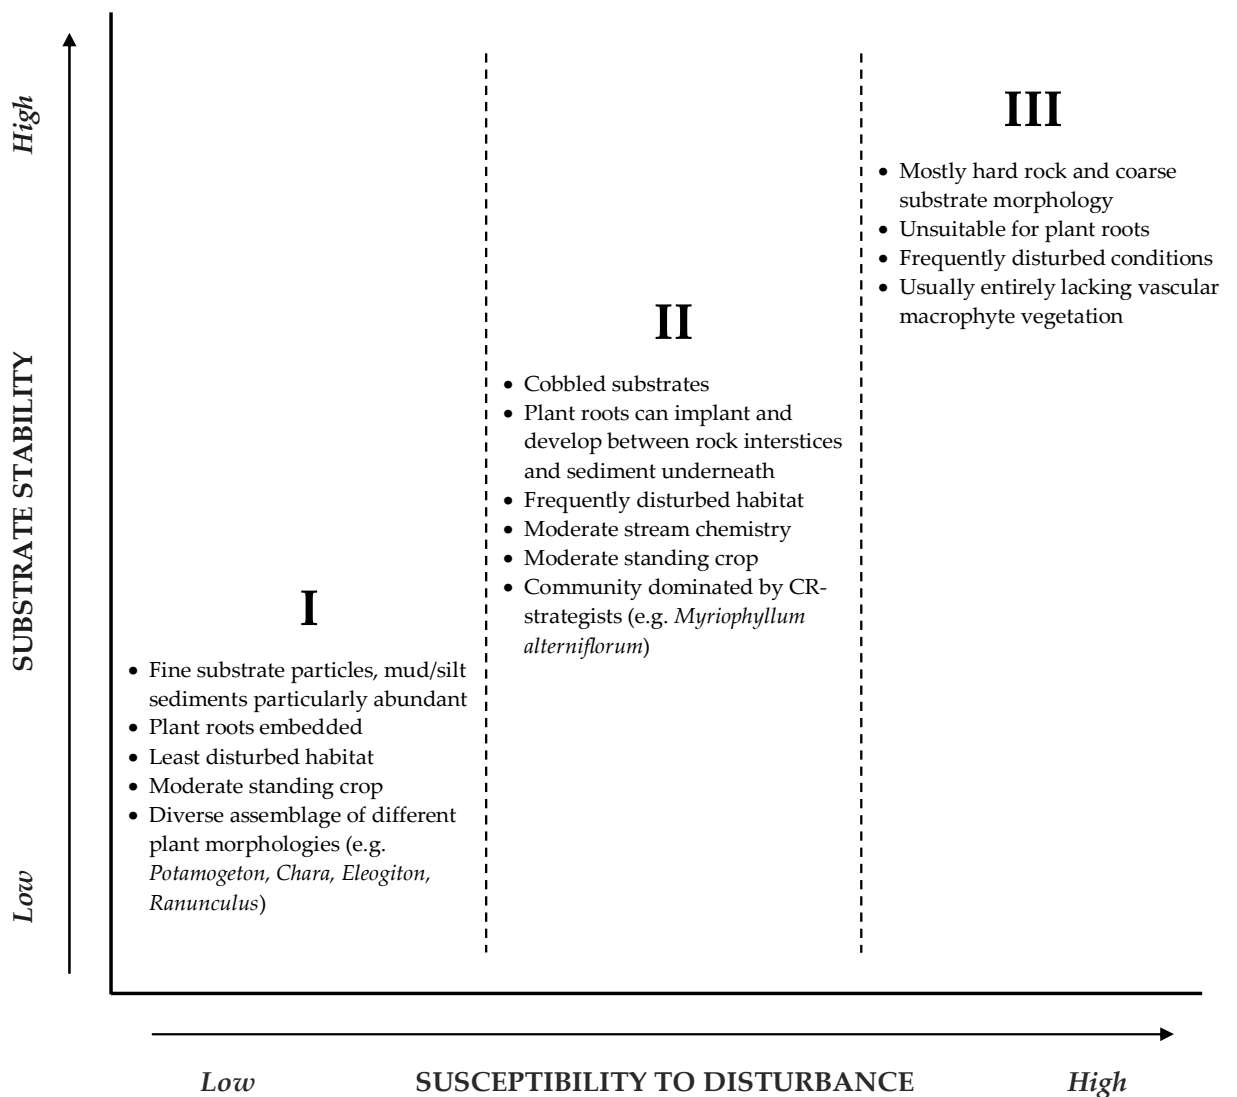 High
SUBSTRATE STABILITY
Low
I
• Fine substrate particles, mud/silt
sediments particularly abundant
• Plant roots embedded
• Least disturbed habitat
• Moderate standing crop
• Diverse assemblage of different
plant morphologies (e.g.
Potamogeton, Chara, Eleogiton,
Ranunculus)
II
• Cobbled substrates
• Plant roots can implant and
develop between rock interstices
and sediment underneath
• Frequently disturbed habitat
• Moderate stream chemistry
• Moderate standing crop
• Community dominated by CR-
strategists (e.g. Myriophyllum
alterniflorum)
III
• Mostly hard rock and coarse
substrate morphology
• Unsuitable for plant roots
• Frequently disturbed conditions
• Usually entirely lacking vascular
macrophyte vegetation
Low SUSCEPTIBILITY TO DISTURBANCE High